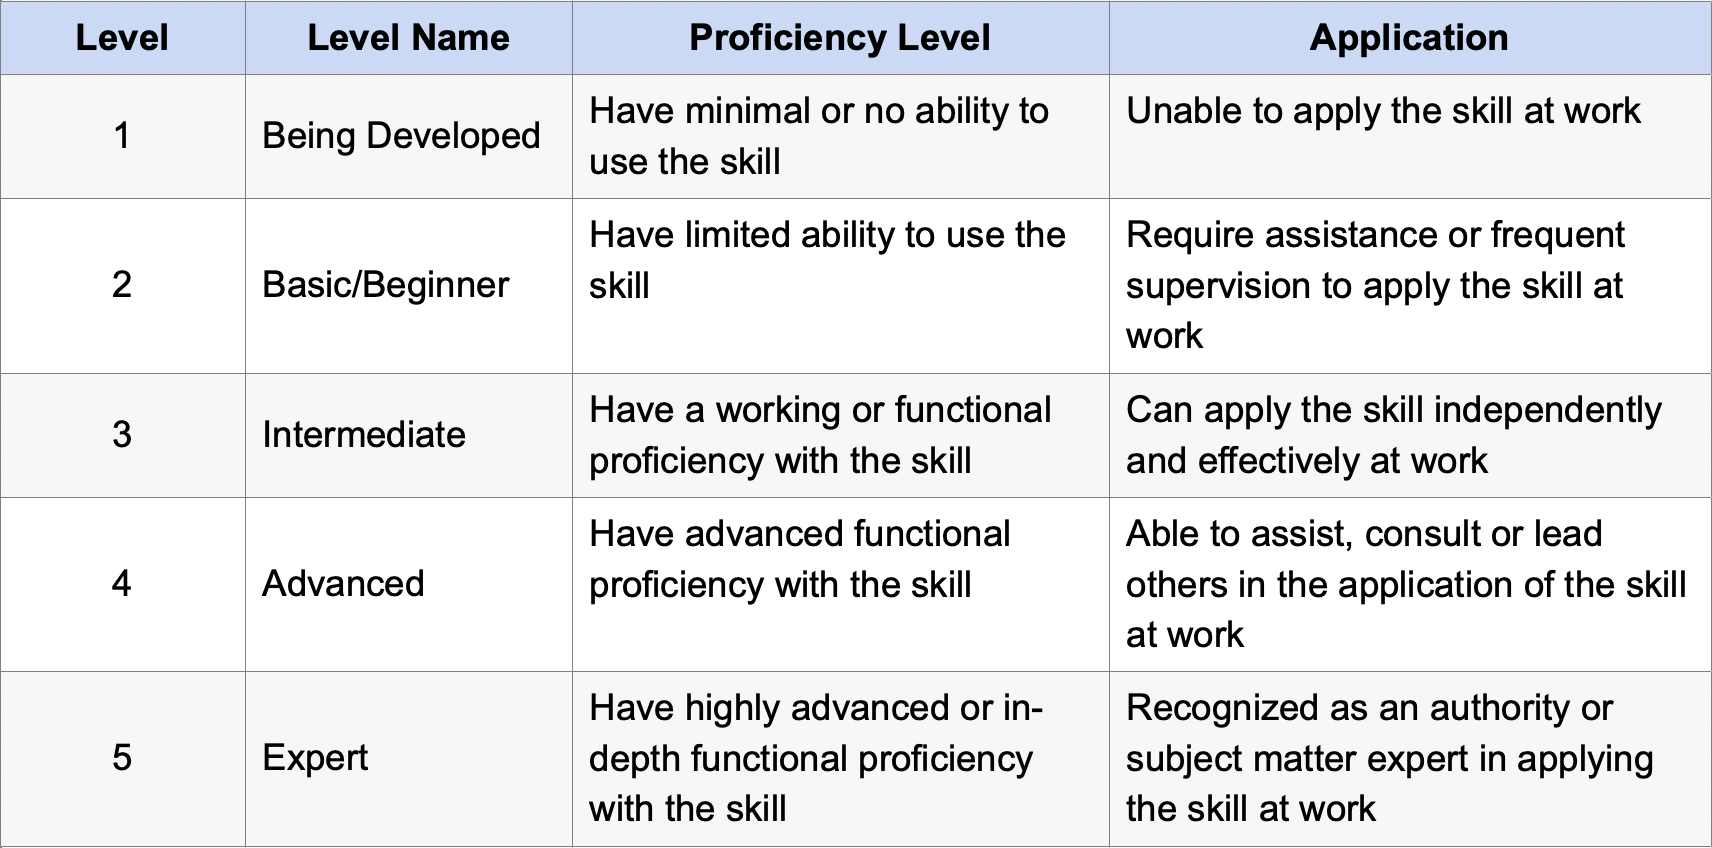 Level Level Name Proficiency Level Application
1 Being Developed Have minimal or no ability to
use the skill
Unable to apply the skill at work
2 Basic/Beginner Have limited ability to use the
skill
Require assistance or frequent
supervision to apply the skill at
work
3 Intermediate Have a working or functional
proficiency with the skill
Can apply the skill independently
and effectively at work
4 Advanced Have advanced functional
proficiency with the skill
Able to assist, consult or lead
others in the application of the skill
at work
5 Expert Have highly advanced or in-
depth functional proficiency
with the skill
Recognized as an authority or
subject matter expert in applying
the skill at work